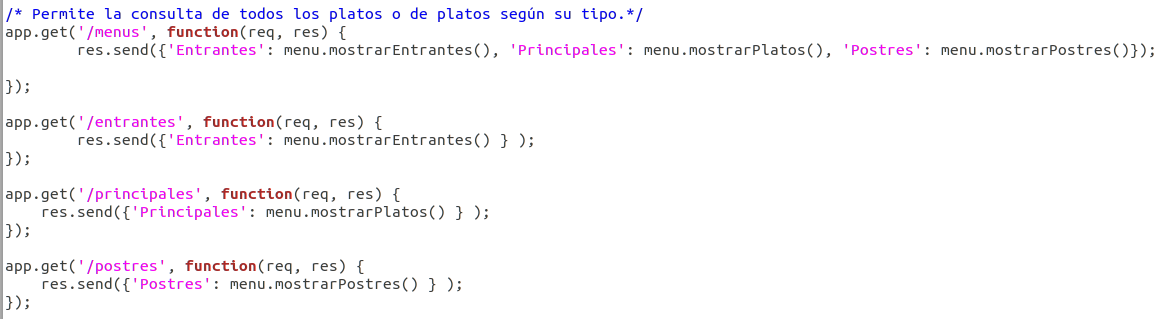 /* Permite la consulta de todos los platos o de platos según su tipo.*/
app.get('/menus', function(req, res) {
        res.send({'Entrantes': menu.mostrarEntrantes(), 'Principales': menu.mostrarPlatos(), 'Postres': menu.mostrarPostres()});
});
app.get('/entrantes', function(req, res) {
        res.send({'Entrantes': menu.mostrarEntrantes() } );
});
app.get('/principales', function(req, res) {
    res.send({'Principales': menu.mostrarPlatos() } );
});
app.get('/postres', function(req, res) {
    res.send({'Postres': menu.mostrarPostres() } );
});